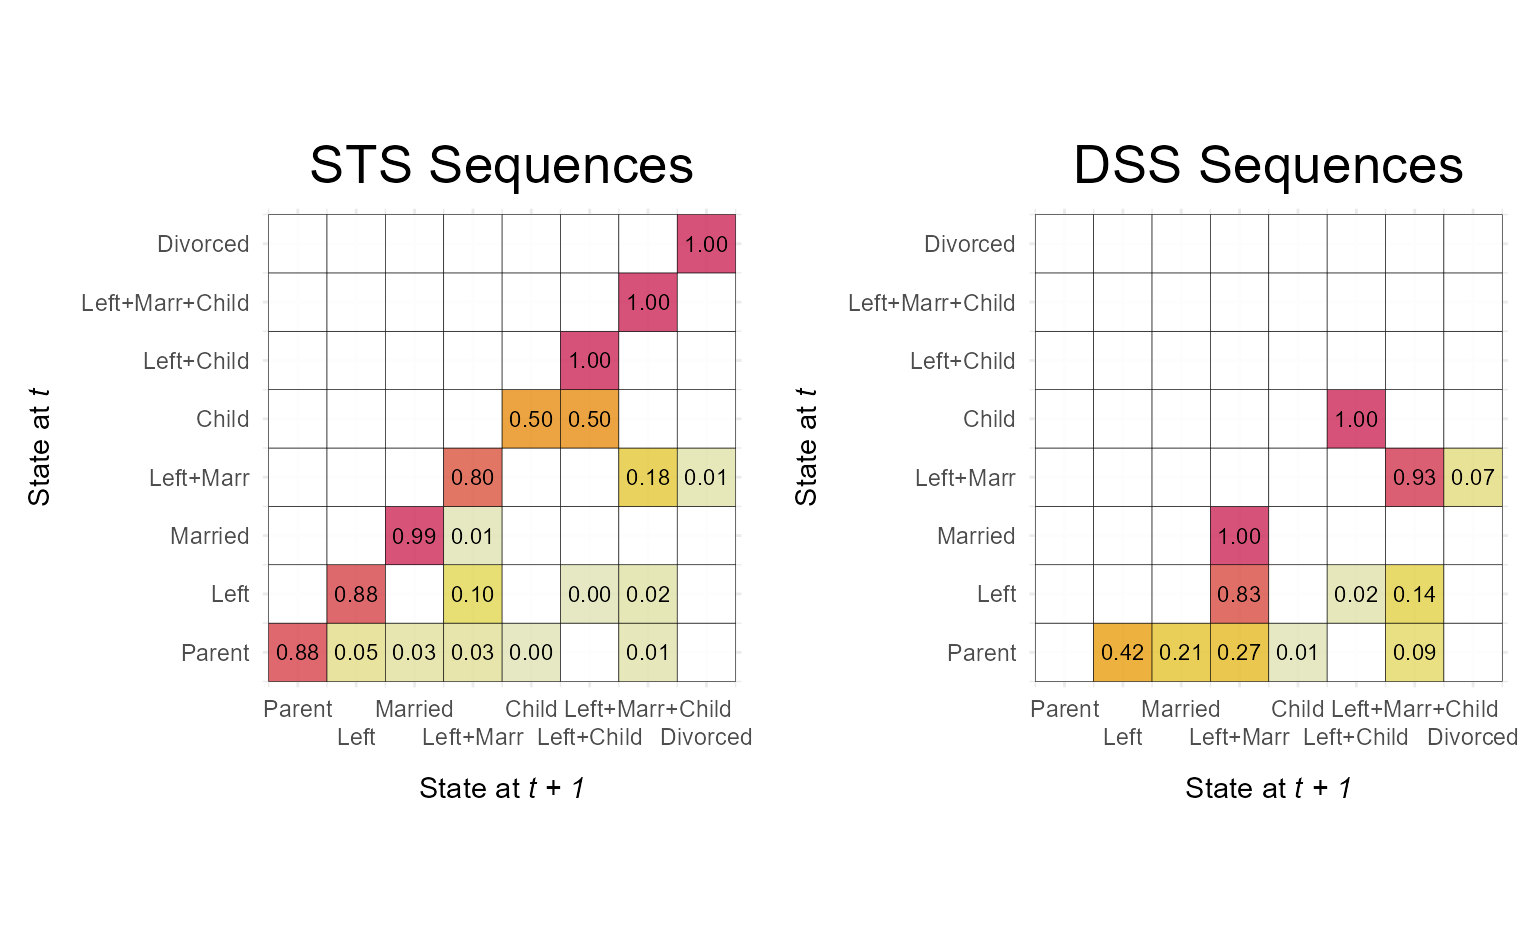 STS Sequences
Divorced 1.00
Left+Marr+Child 1.00
Left+Child 1.00
Child 0.50 0.50
Left+Marr 0.80 0.18 0.01
Married 0.99 0.01
Left 0.88 0.10 0.00 0.02
Parent 0.88 0.05 0.03 0.03 0.00 0.01
Parent Married Child Left+Marr+Child
Left Left+Marr Left+Child Divorced
State at t
State at t + 1
DSS Sequences
Divorced
Left+Marr+Child
Left+Child
Child 1.00
Left+Marr 0.93 0.07
Married 1.00
Left 0.83 0.02 0.14
Parent 0.42 0.21 0.27 0.01 0.09
Parent Married Child Left+Marr+Child
Left Left+Marr Left+Child Divorced
State at t
State at t + 1